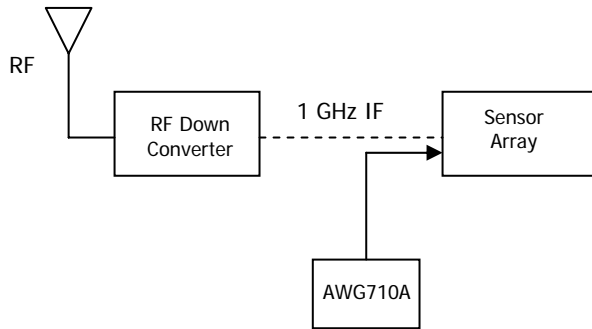 RF
RF Down
Converter
1 GHz IF
Sensor
Array
AWG710A